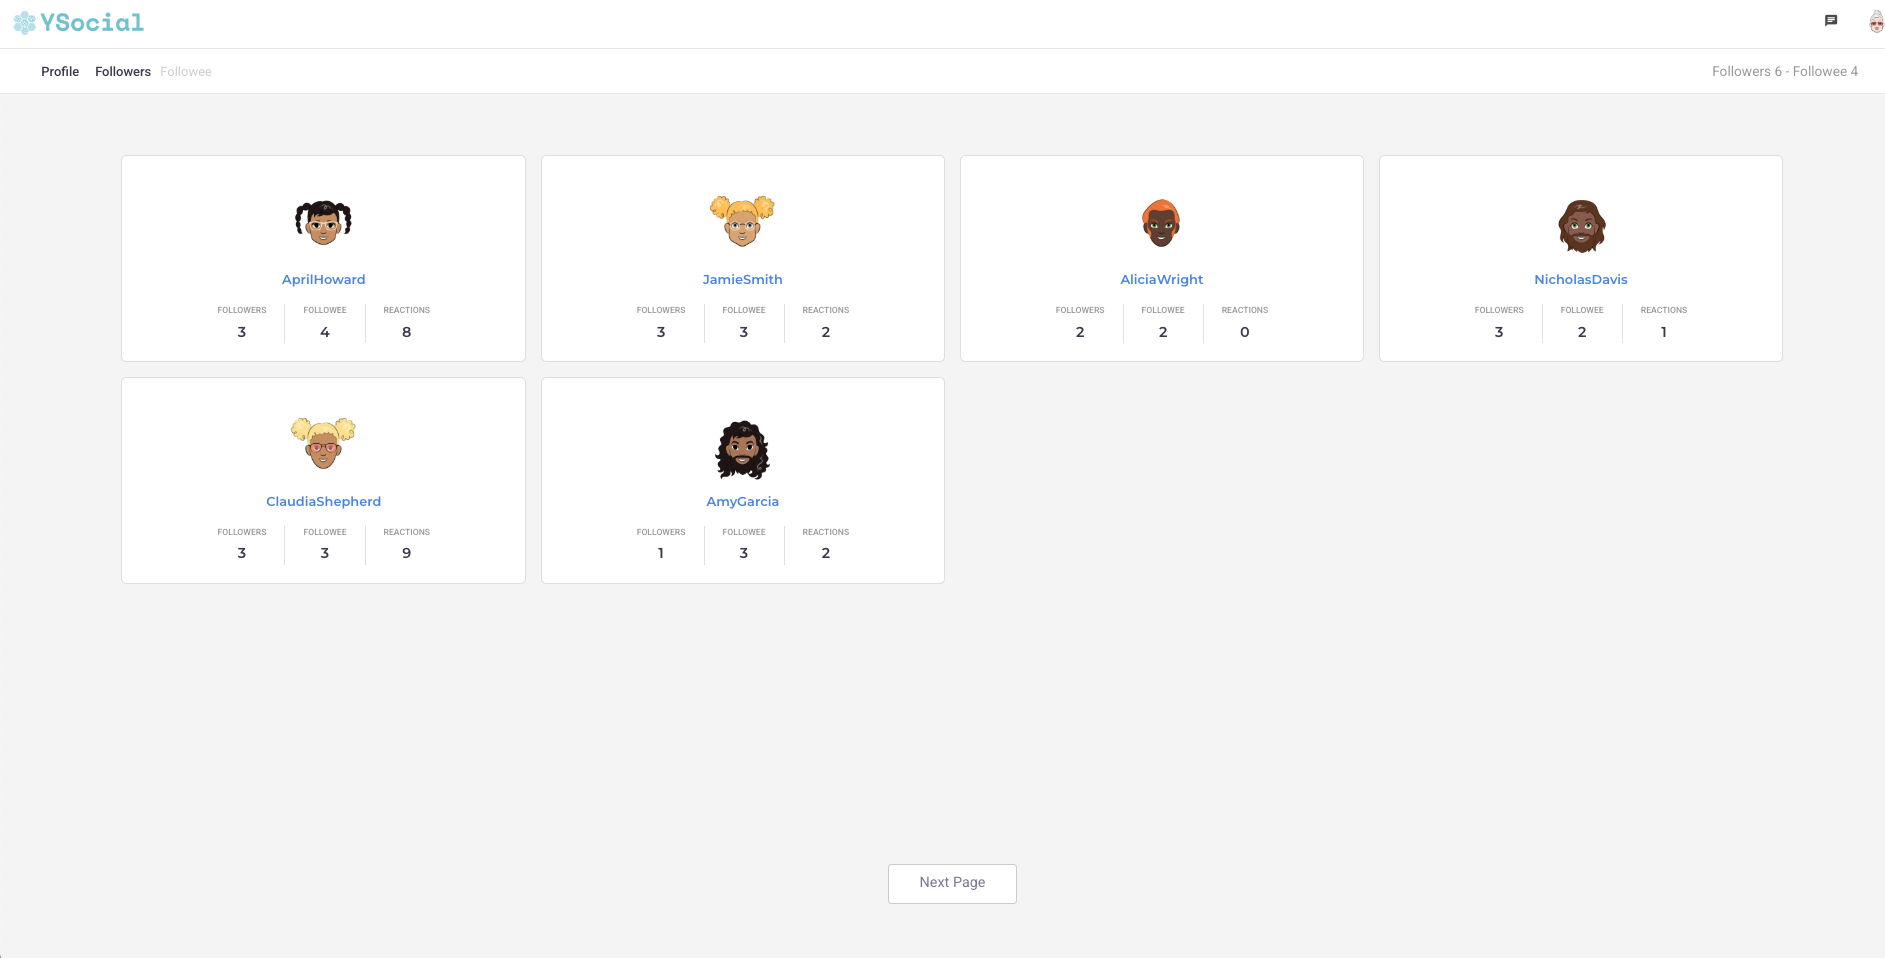 YSocial
Profile Followers Followee
Followers 6 - Followee 4
AprilHoward
FOLLOWERS FOLLOWEE REACTIONS
3 4 8
JamieSmith
FOLLOWERS FOLLOWEE REACTIONS
3 3 2
AliciaWright
FOLLOWERS FOLLOWEE REACTIONS
2 2 0
NicholasDavis
FOLLOWERS FOLLOWEE REACTIONS
3 2 1
ClaudiaShepherd
FOLLOWERS FOLLOWEE REACTIONS
3 3 9
AmyGarcia
FOLLOWERS FOLLOWEE REACTIONS
1 3 2
Next Page